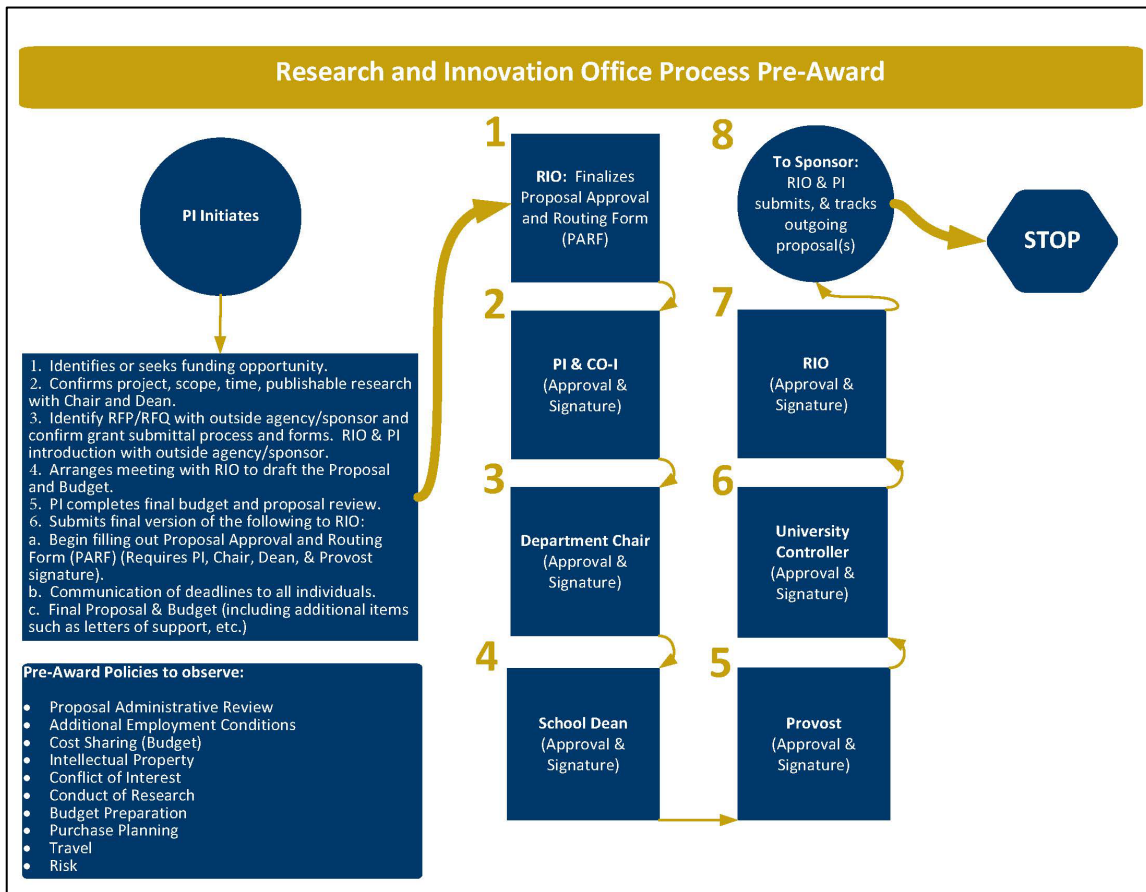 Research and Innovation Office Process Pre-Award
PI Initiates
1. Identifies or seeks funding opportunity.
2. Confirms project, scope, time, publishable research
with Chair and Dean.
3. Identify RFP/RFQ with outside agency/sponsor and
confirm grant submittal process and forms. RIO & PI
introduction with outside agency/sponsor.
4. Arranges meeting with RIO to draft the Proposal
and Budget.
5. PI completes final budget and proposal review.
6. Submits final version of the following to RIO:
a. Begin filling out Proposal Approval and Routing
Form (PARF) (Requires PI, Chair, Dean, & Provost
signature).
b. Communication of deadlines to all individuals.
c. Final Proposal & Budget (including additional items
such as letters of support, etc.)
Pre-Award Policies to observe:
• Proposal Administrative Review
• Additional Employment Conditions
• Cost Sharing (Budget)
• Intellectual Property
• Conflict of Interest
• Conduct of Research
• Budget Preparation
• Purchase Planning
• Travel
• Risk
1
RIO: Finalizes
Proposal Approval
and Routing Form
(PARF)
2
PI & CO-I
(Approval &
Signature)
3
Department Chair
(Approval &
Signature)
4
School Dean
(Approval &
Signature)
5
Provost
(Approval &
Signature)
6
University
Controller
(Approval &
Signature)
7
RIO
(Approval &
Signature)
8
To Sponsor:
RIO & PI
submits, & tracks
outgoing
proposal(s)
STOP